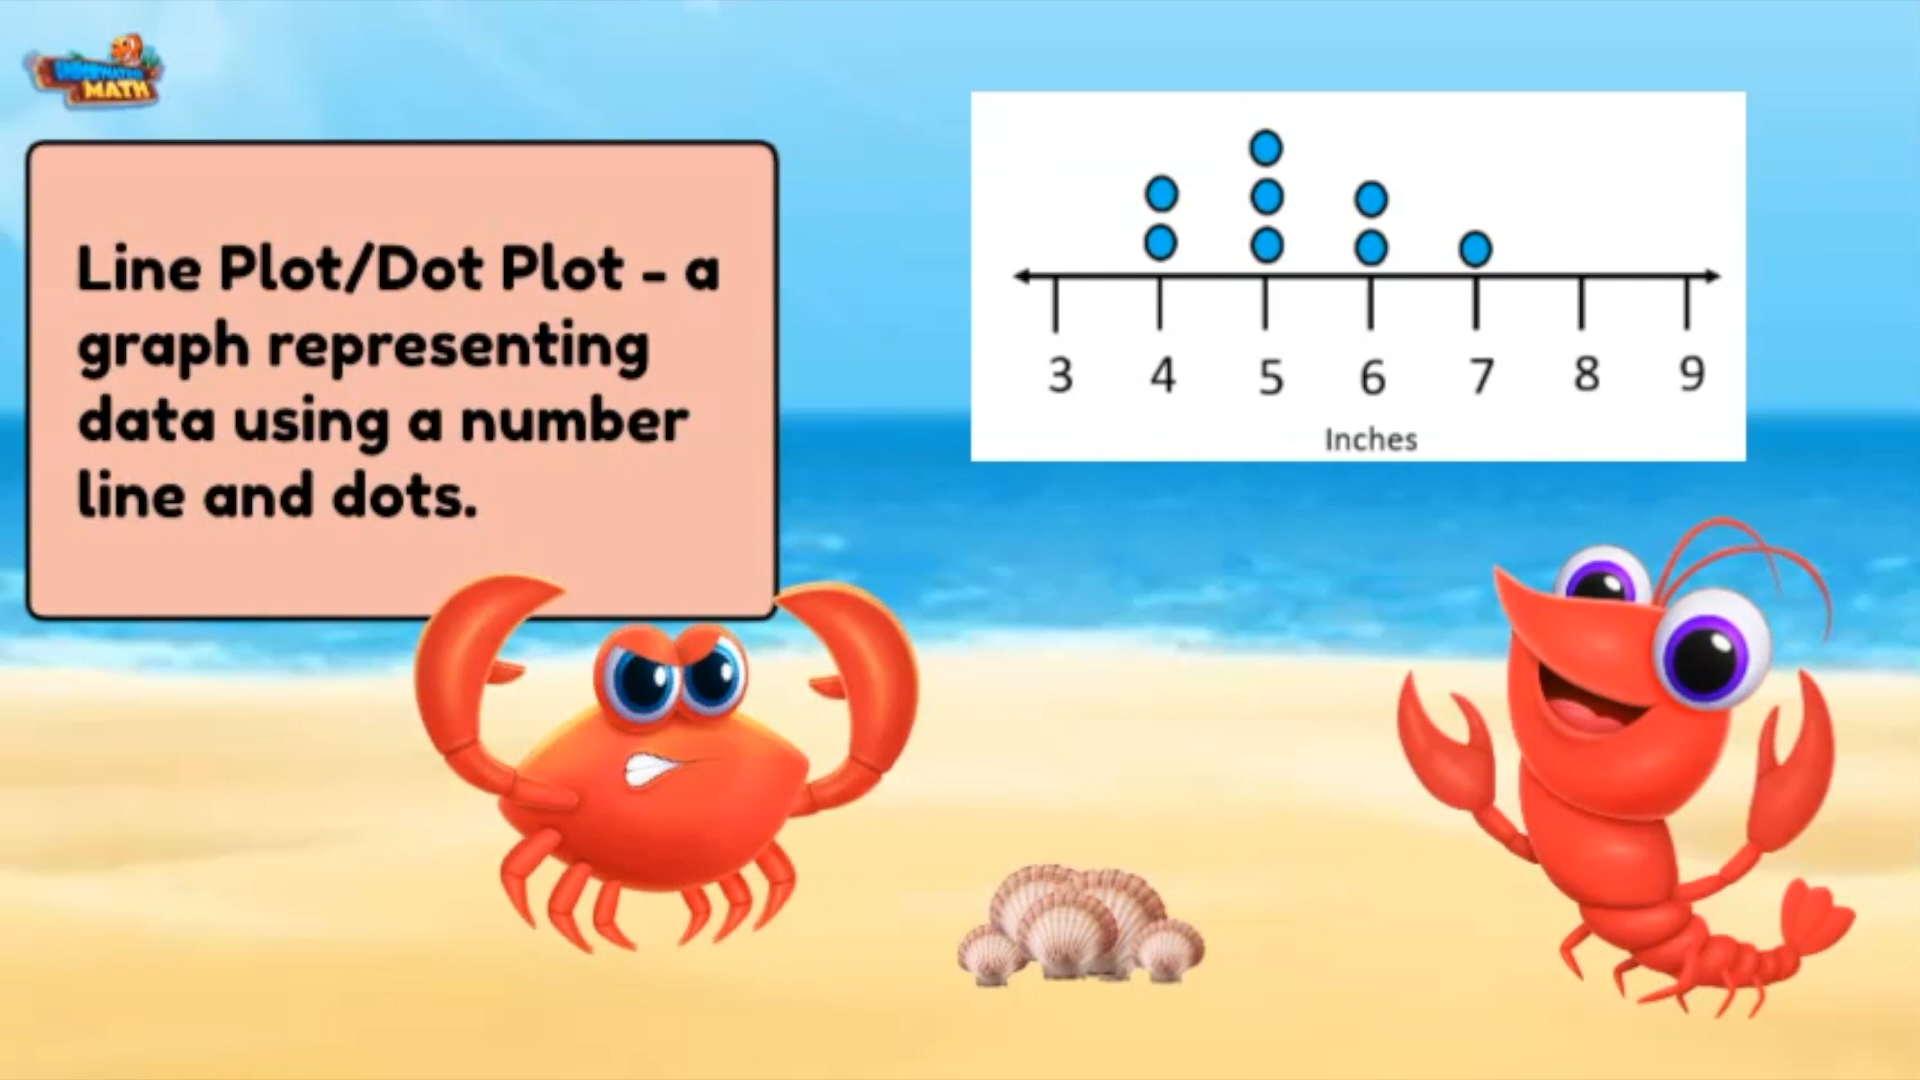 UNDERWATER
MATH
Line Plot/Dot Plot - a
graph representing
data using a number
line and dots.
3 4 5 6 7 8 9
Inches